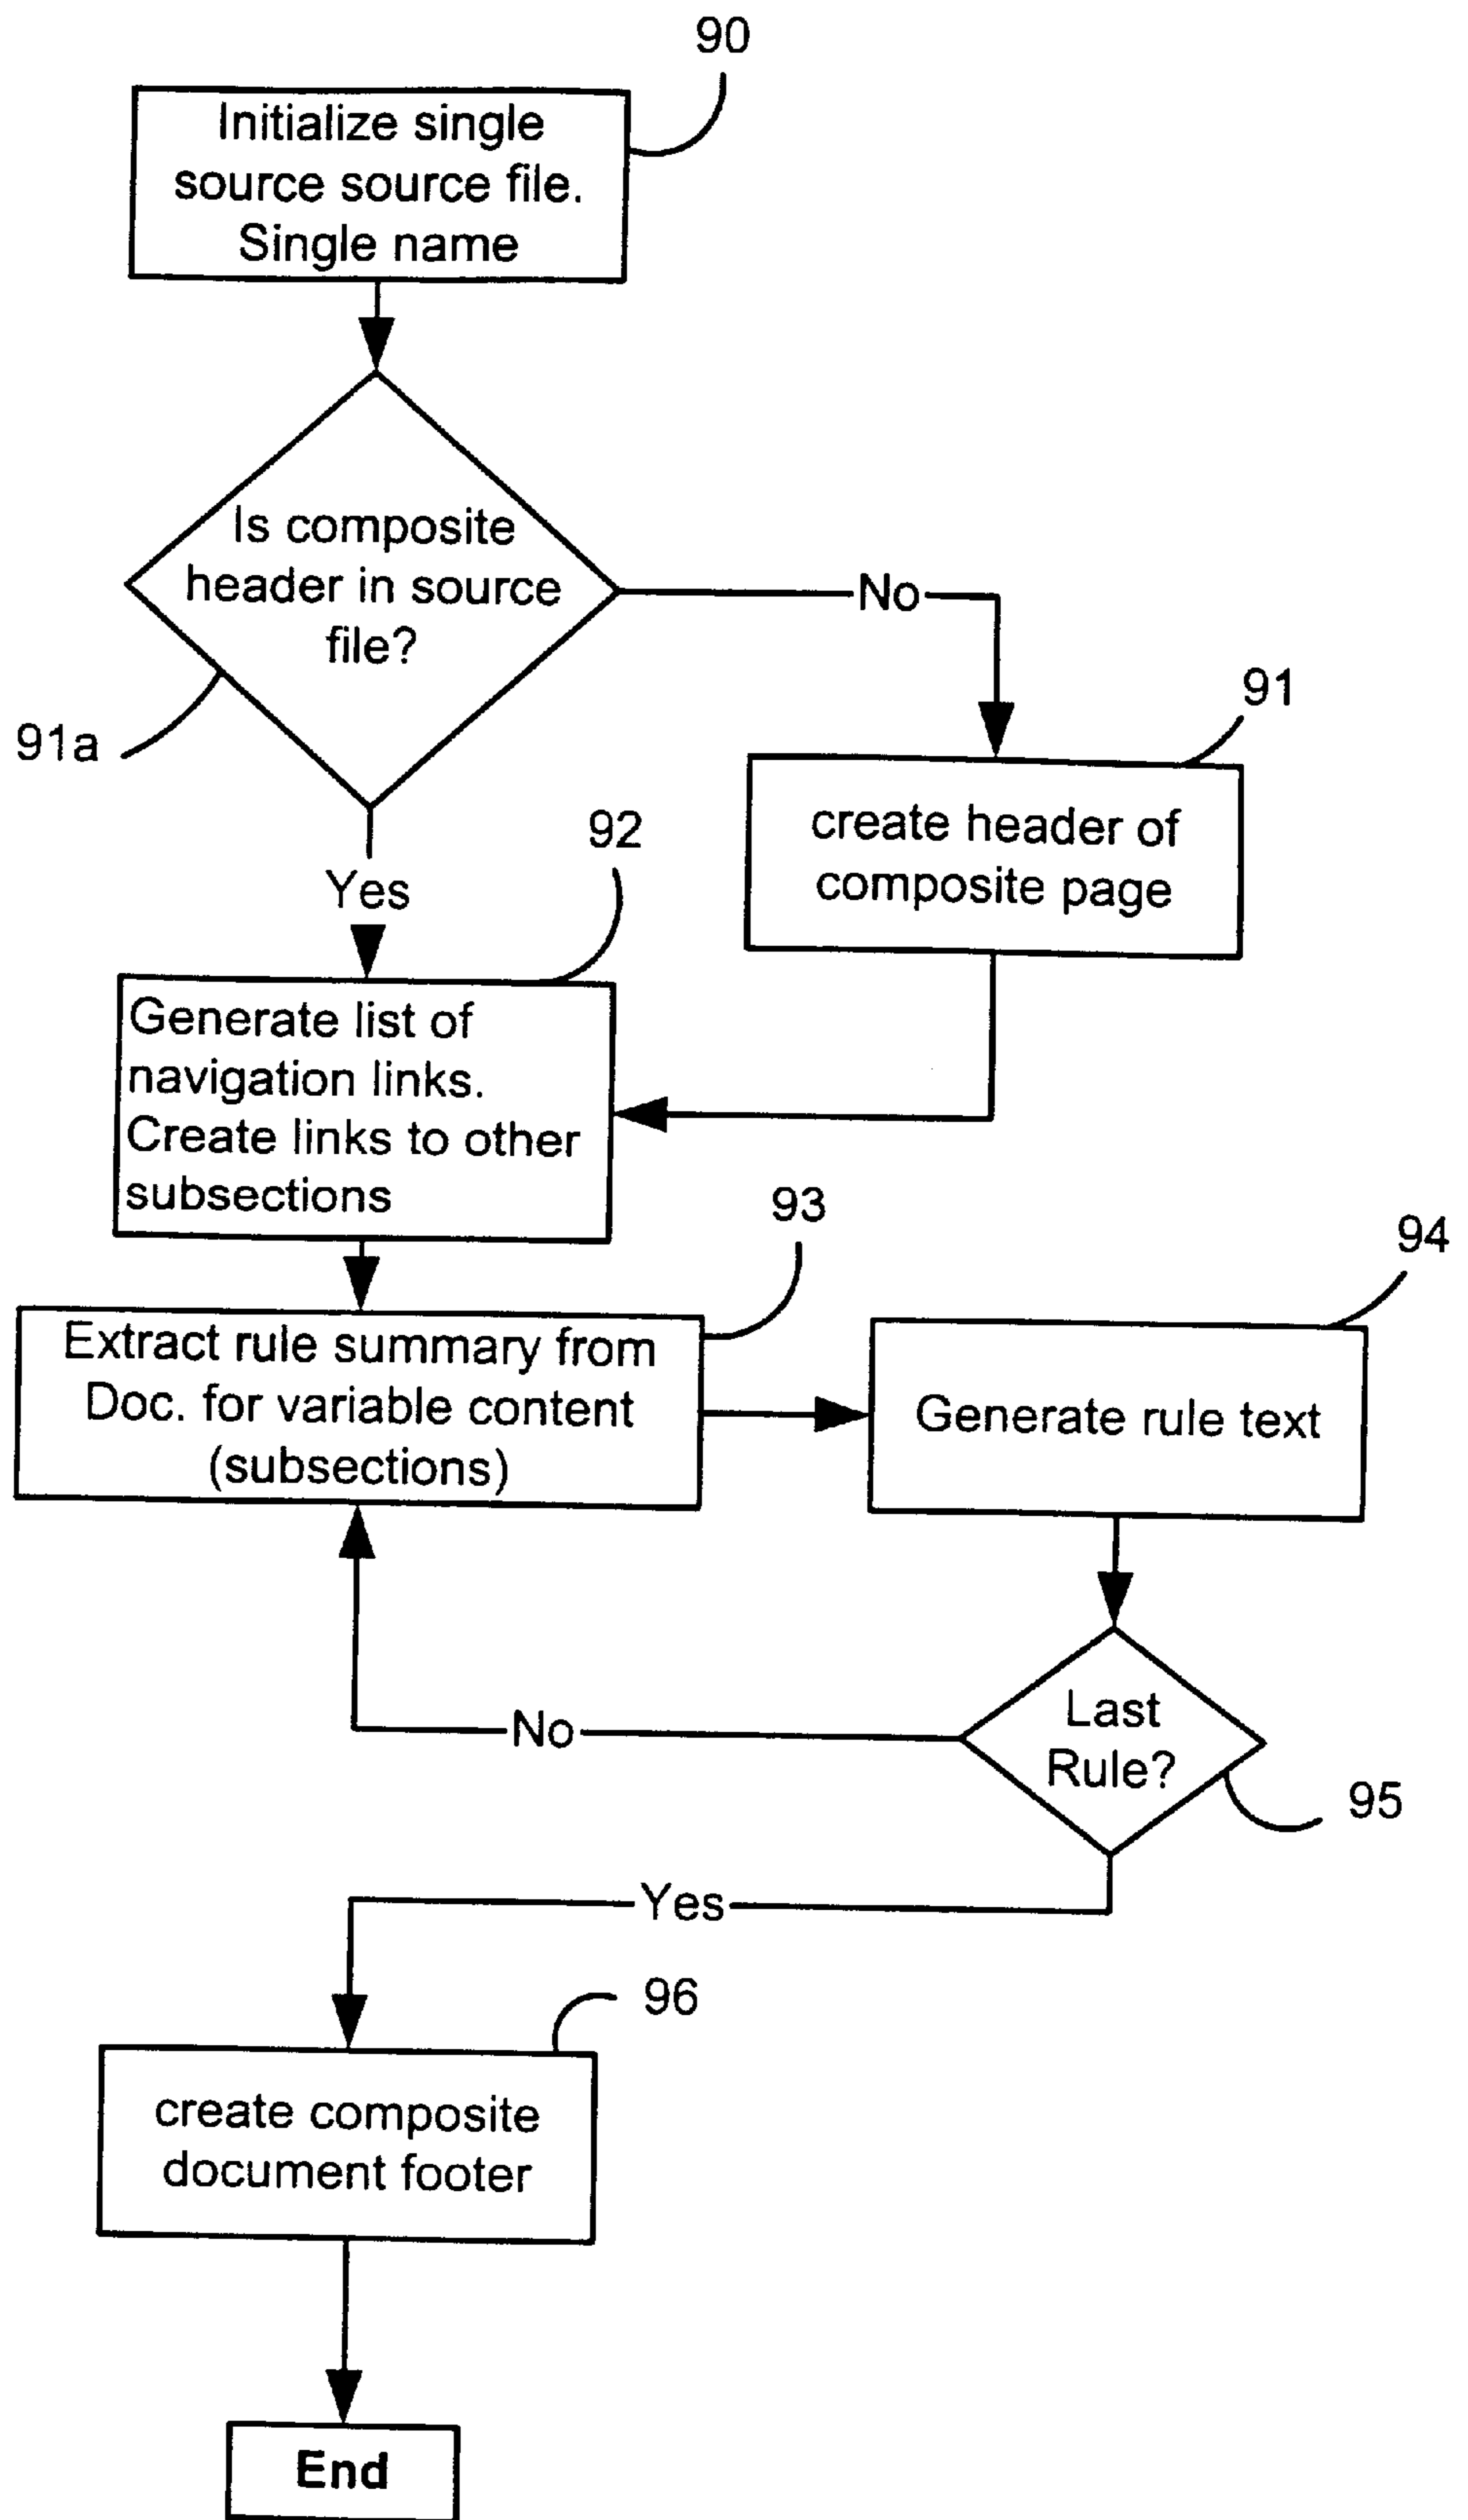 90
Initialize single
source source file.
Single name
Is composite
header in source
file?
No
91a
91
create header of
composite page
Yes
92
Generate list of
navigation links.
Create links to other
subsections
93
Extract rule summary from
Doc. for variable content
(subsections)
94
Generate rule text
Last
Rule?
No
95
Yes
96
create composite
document footer
End